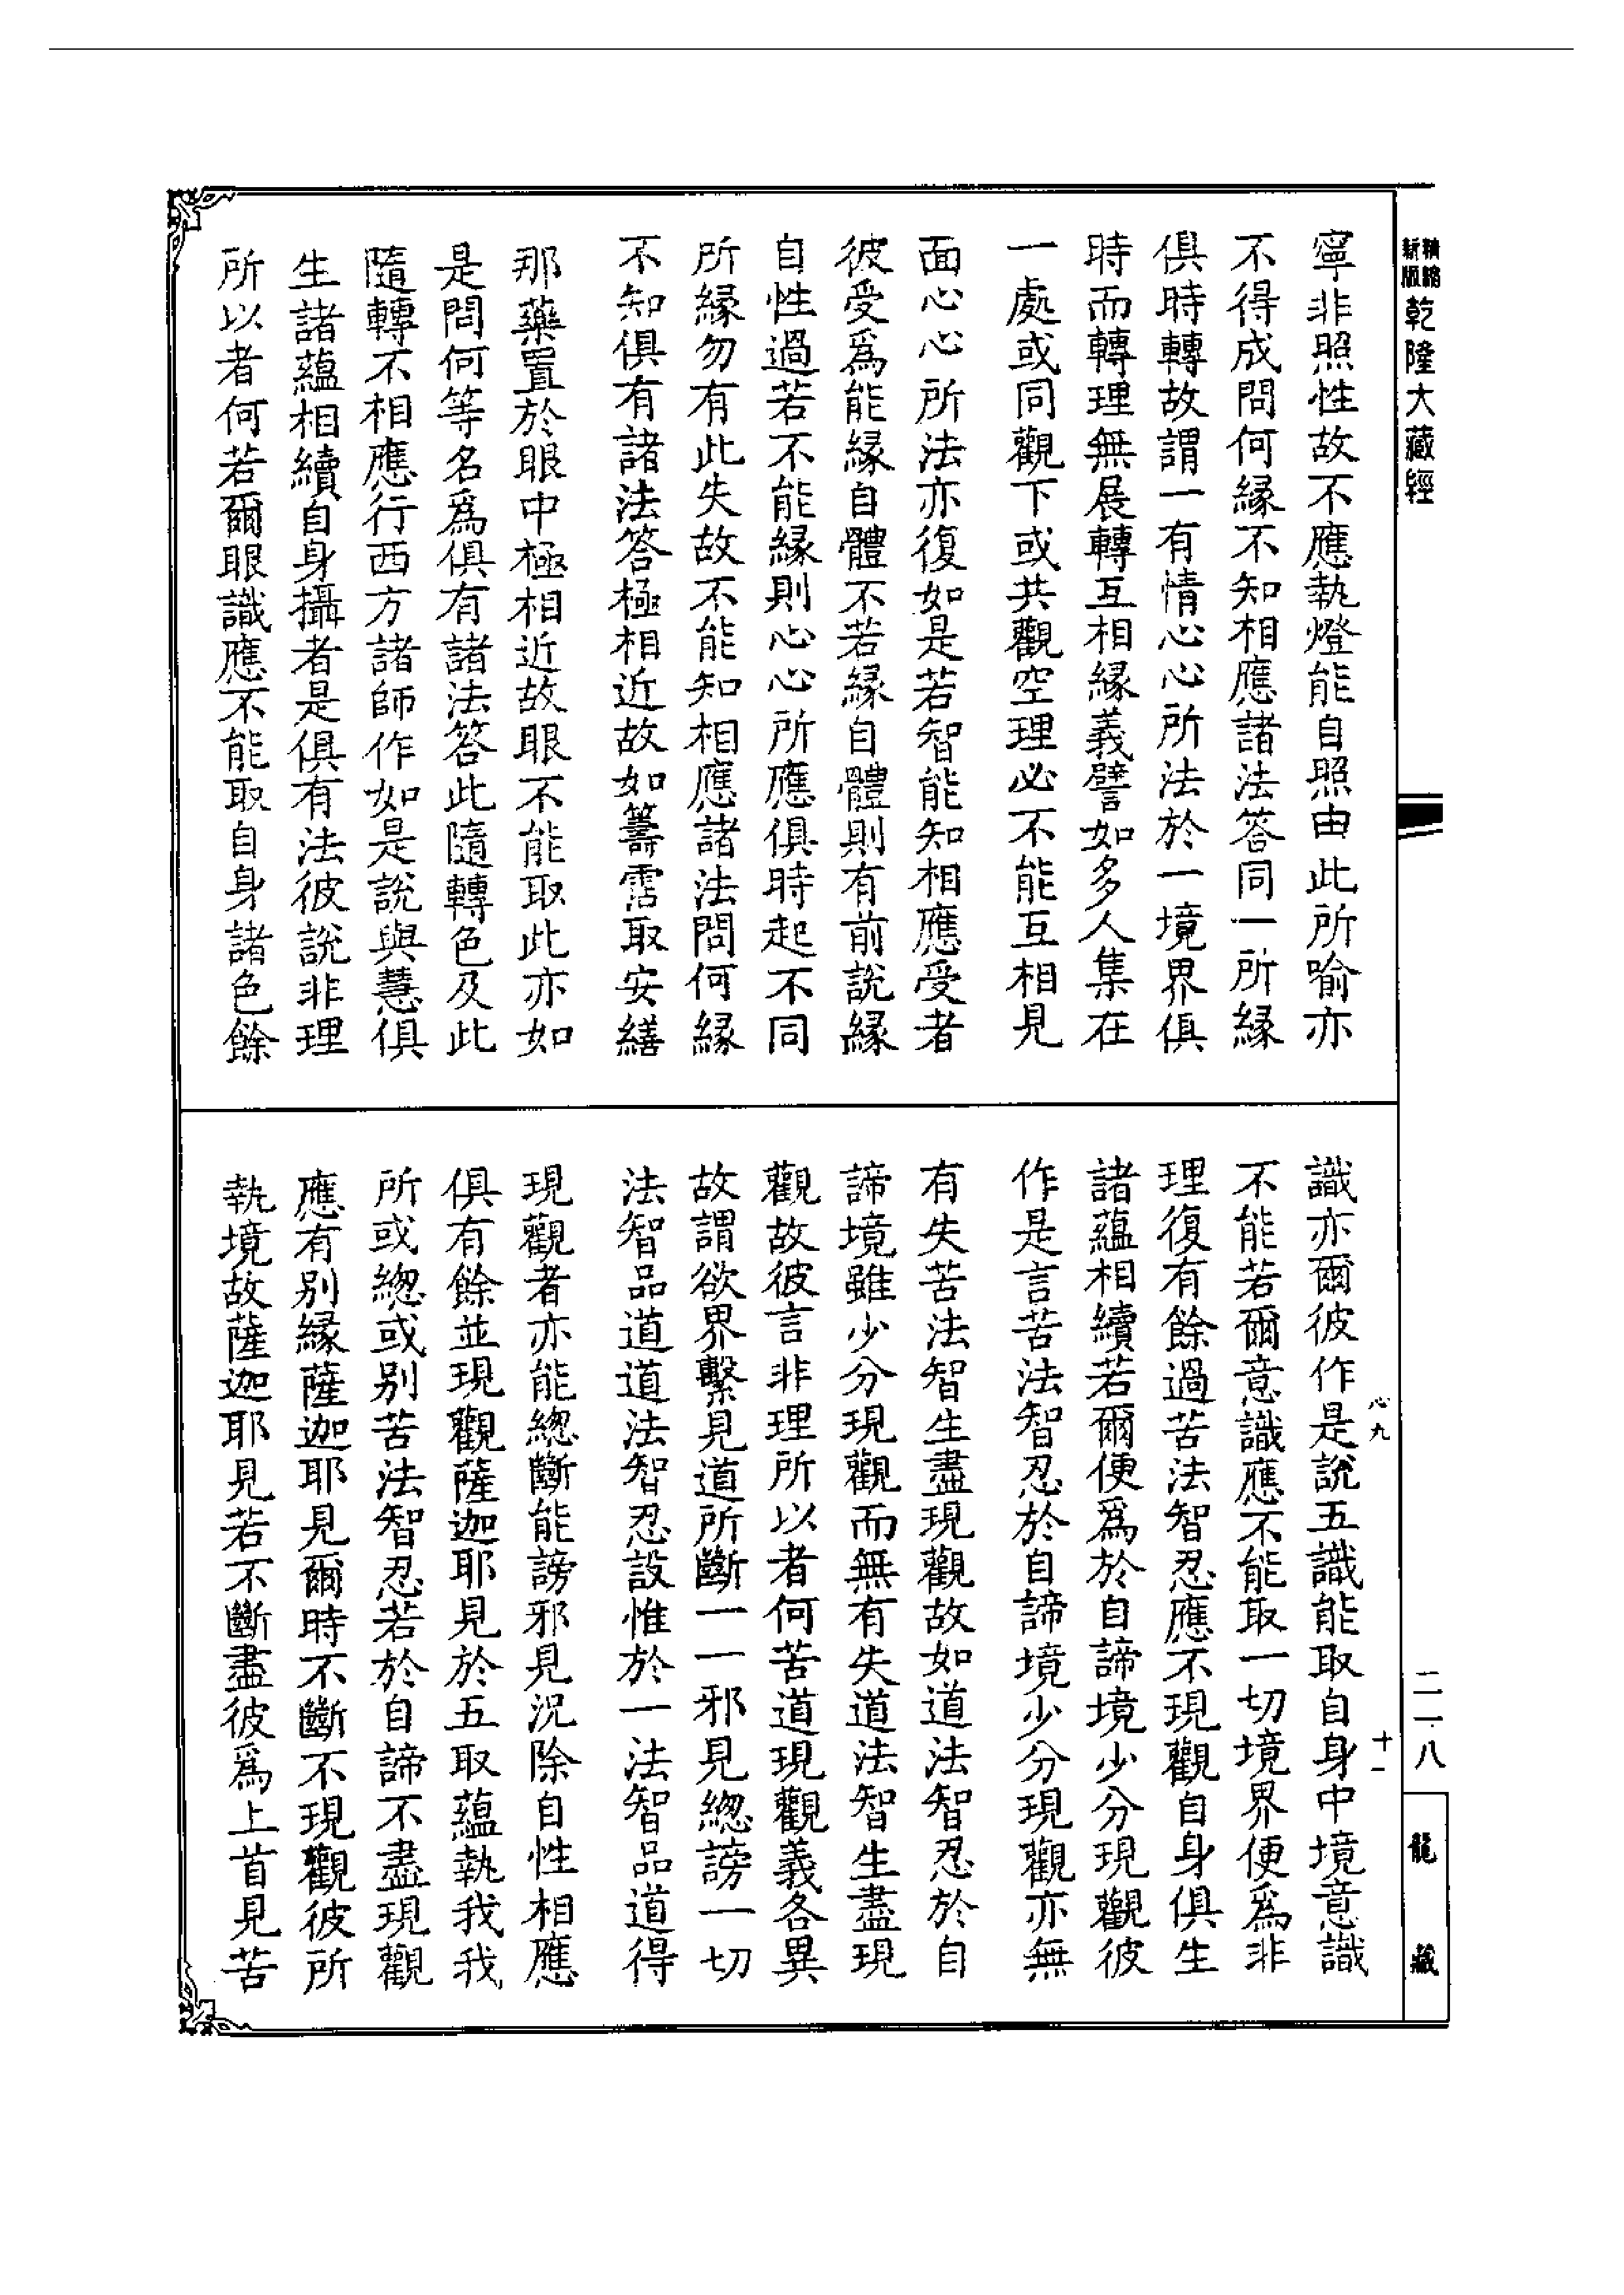 精縮新版乾隆大藏經
寧非照性故不應執燈能自照由此所喻亦
不得成問何緣不知相應諸法答同一所緣
俱時轉故謂一有情心心所法於一境界俱
時而轉理無展轉互相緣義譬如多人集在
一處或同觀下或共觀空理必不能互相見
面心心所法亦復如是若智能知相應受者
彼受爲能緣自體不若緣自體則有前說緣
自性過若不能緣則心心所應俱時起不同
所緣勿有此失故不能知相應諸法問何緣
不知俱有諸法答極相近故如籌霑取安繕
那藥置於眼中極相近故眼不能取此亦如
是問何等名爲俱有諸法答此隨轉色及此
隨轉不相應行西方諸師作如是說與慧俱
生諸蘊相續自身攝者是俱有法彼說非理
所以者何若爾眼識應不能取自身諸色餘
識亦爾彼作是說五識能取自身中境意識
不能若爾意識應不能取一切境界便爲非
理復有餘過苦法智忍應不現觀自身俱生
諸蘊相續若爾便爲於自諦境少分現觀彼
作是言苦法智忍於自諦境少分現觀亦無
有失苦法智生盡現觀故如道法智忍於自
諦境雖少分現觀而無有失道法智生盡現
觀故彼言非理所以者何苦道現觀義各異
故謂欲界繫見道所斷一一邪見總謗一切
法智品道道法智忍設惟於一法智品道得
現觀者亦能總斷能謗邪見況除自性相應
俱有餘並現觀薩迦耶見於五取蘊執我我
所或總或別苦法智忍若於自諦不盡現觀
應有別緣薩迦耶見爾時不斷不現觀彼所
執境故薩迦耶見若不斷盡彼爲上首見苦
心九
十一
二一八
龍藏